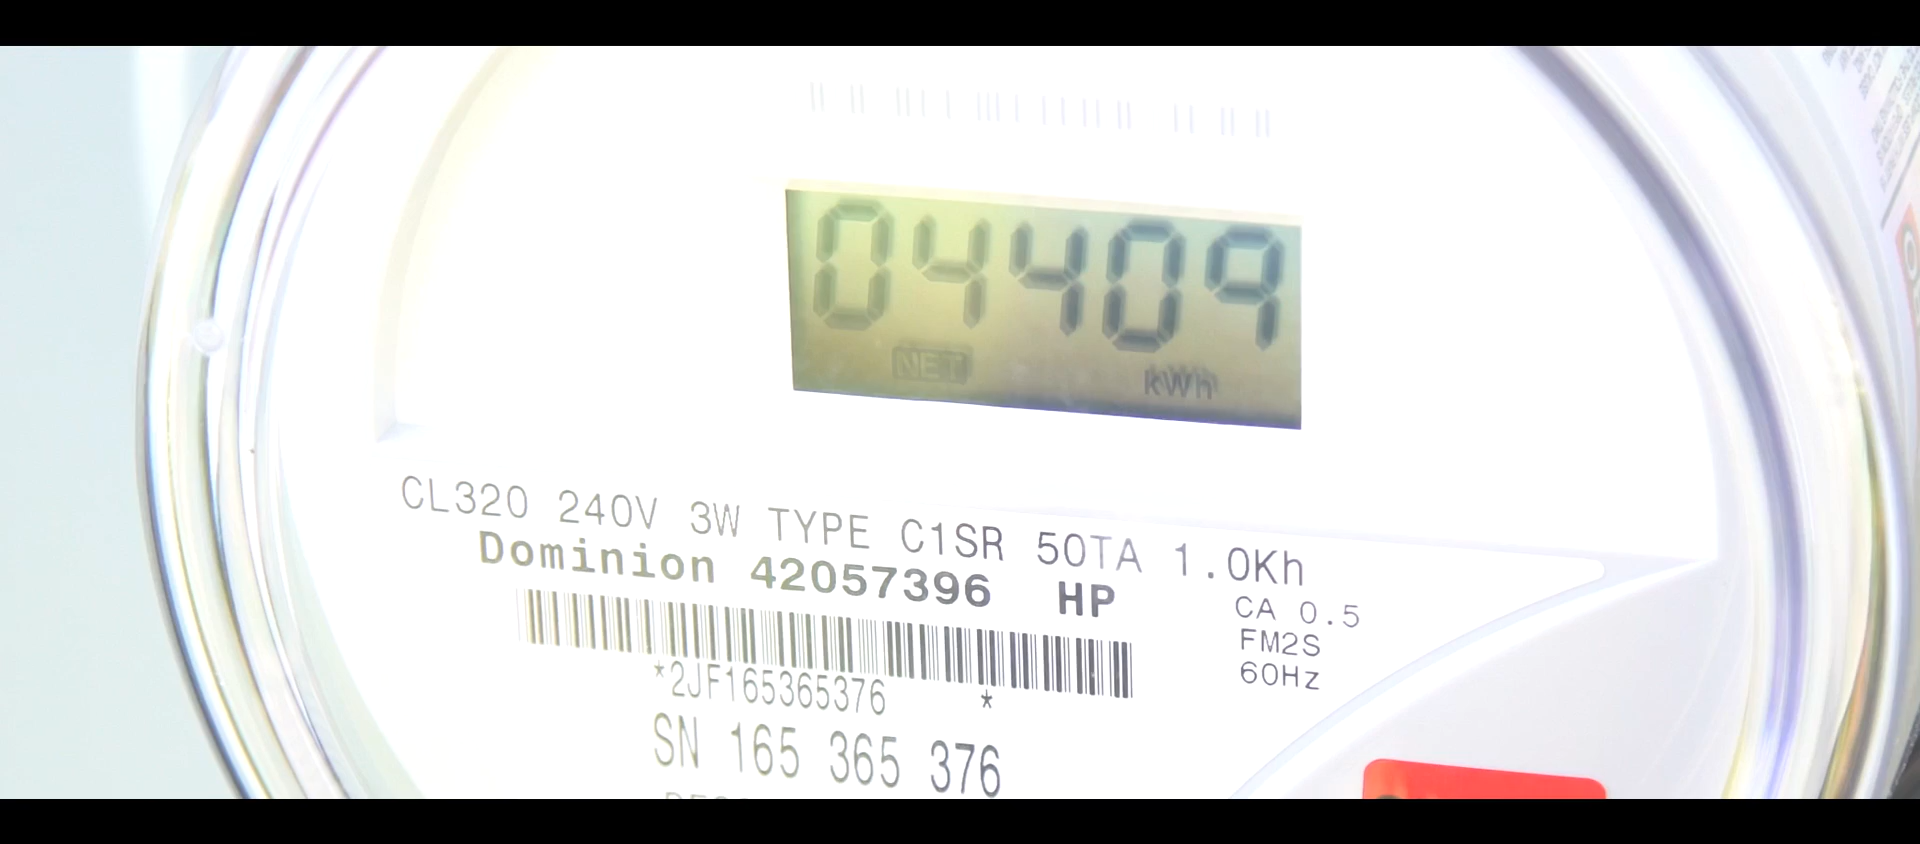 04409
NET kWh
CL320 240V 3W TYPE C1SR 50TA 1.0Kh
Dominion 42057396 HP
CA 0.5
FM2S
60Hz
*2JF165365376 *
SN 165 365 376